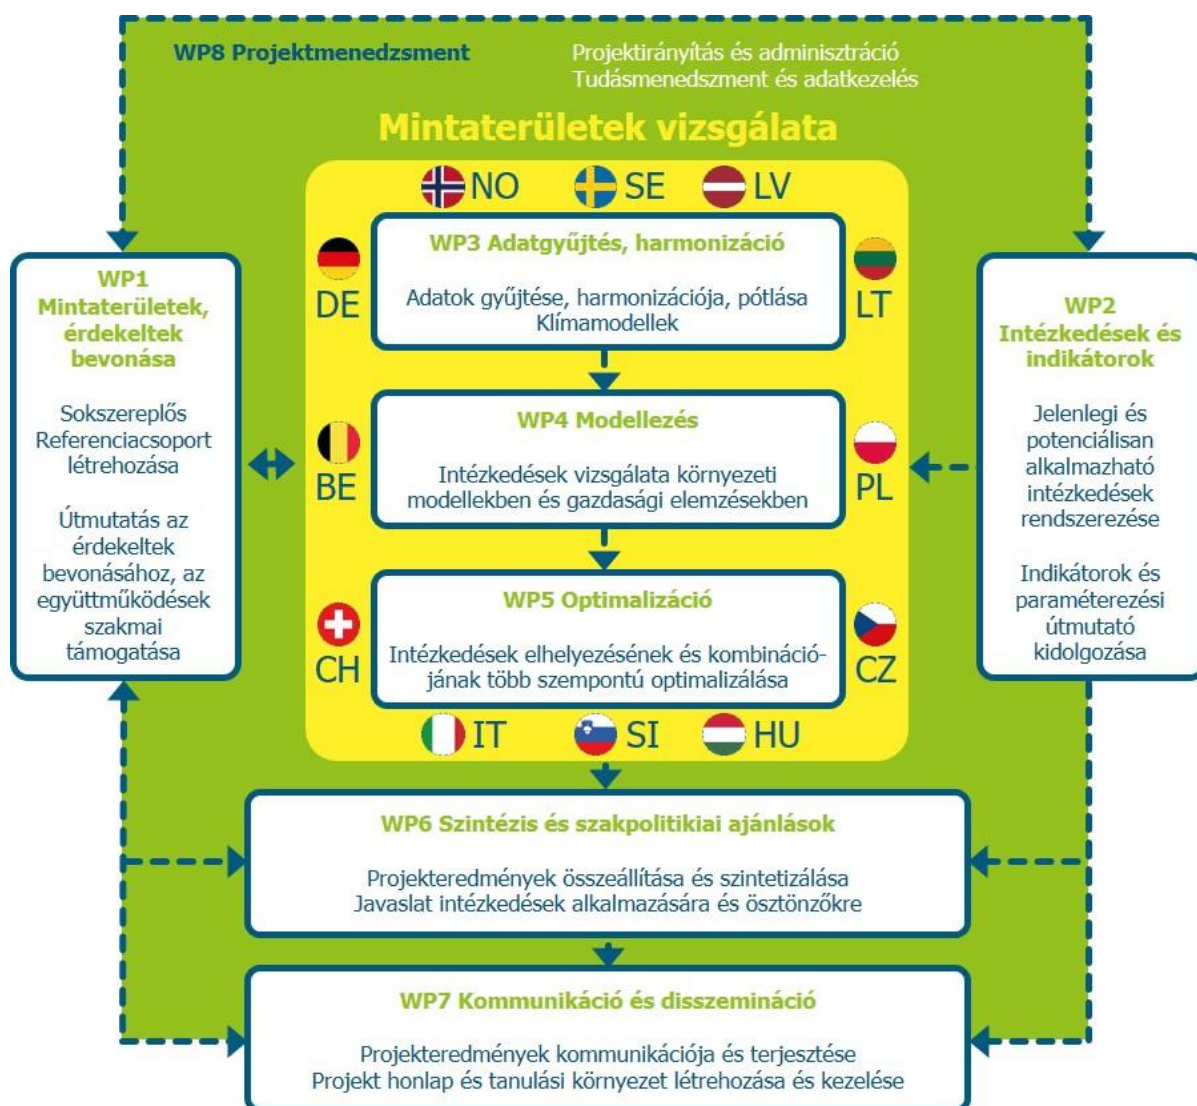 WP8 Projektmenedzsment
Projektirányítás és adminisztráció
Tudásmenedszment és adatkezelés
Mintaterületek vizsgálata
NO
SE
LV
DE
LT
WP3 Adatgyűjtés, harmonizáció
Adatok gyűjtése, harmonizációja, pótlása
Klímamodellek
WP1
Mintaterületek,
érdekeltek
bevonása
Sokszereplős
Referenciacsoport
létrehozása
Útmutatás az
érdekeltek
bevonásához, az
együttműködések
szakmai
támogatása
BE
PL
WP4 Modellezés
Intézkedések vizsgálata környezeti
modellekben és gazdasági elemzésekben
WP2
Intézkedések és
indikátorok
Jelenlegi és
potenciálisan
alkalmazható
intézkedések
rendszerezése
Indikátorok és
paraméterezési
útmutató
kidolgozása
CH
CZ
WP5 Optimalizáció
Intézkedések elhelyezésének és kombináció-
jának több szempontú optimalizálása
IT
SI
HU
WP6 Szintézis és szakpolitikiai ajánlások
Projekteredmények összeállítása és szintetizálása
Javaslat intézkedések alkalmazására és ösztönzőkre
WP7 Kommunikáció és disszemináció
Projekteredmények kommunikációja és terjesztése
Projekt honlap és tanulási környezet létrehozása és kezelése